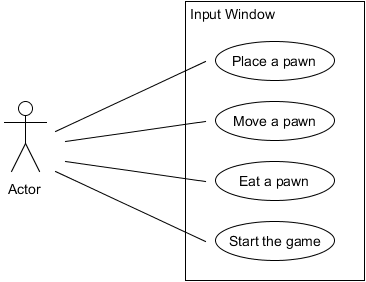 Input Window
Place a pawn
Move a pawn
Eat a pawn
Start the game
Actor